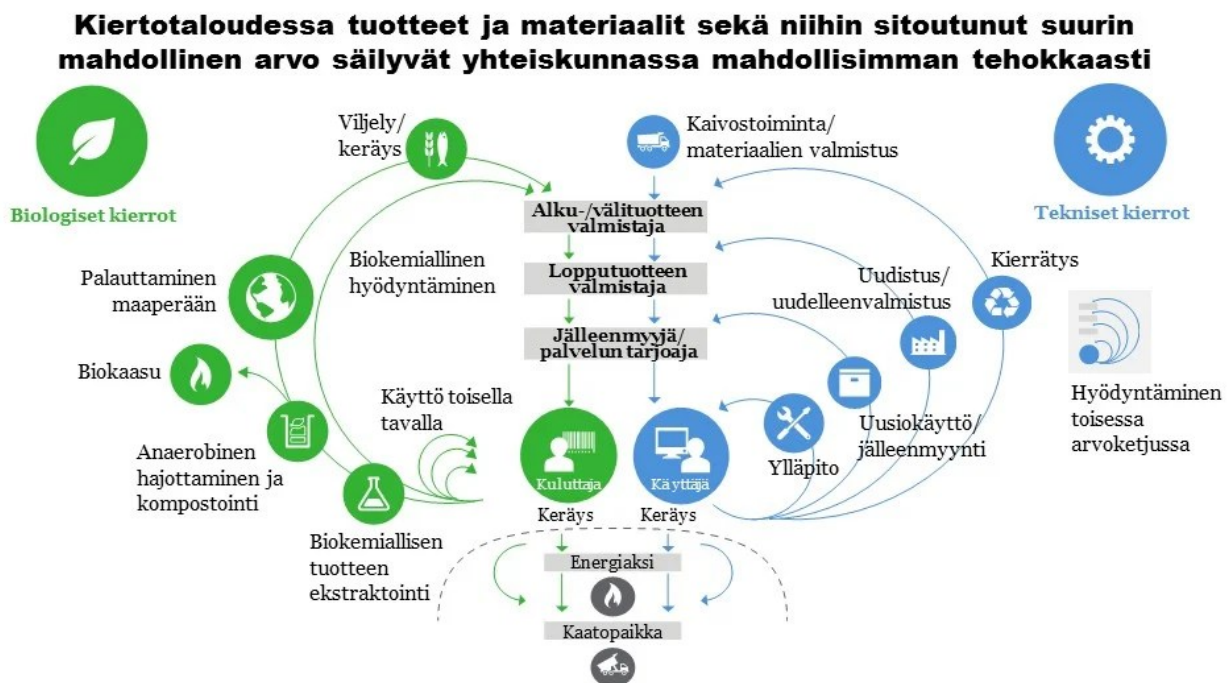 Kiertotaloudessa tuotteet ja materiaalit sekä niihin sitoutunut suurin
mahdollinen arvo säilyvät yhteiskunnassa mahdollisimman tehokkaasti
Biologiset kierrot
Viljely/
keräys
Kaivostoiminta/
materiaalien valmistus
Tekniset kierrot
Alku-/välituotteen
valmistaja
Biokemiallinen
hyödyntäminen
Lopputuotteen
valmistaja
Jälleenmyyjä/
palvelun tarjoaja
Palauttaminen
maaperään
Biokaasu
Anaerobinen
hajottaminen ja
kompostointi
Käyttö toisella
tavalla
Biokemiallisen
tuotteen
ekstraktointi
Kuluttaja
Käyttäjä
Keräys
Keräys
Ylläpito
Uusiokäyttö/
jälleenmyynti
Uudistus/
uudelleenvalmistus
Kierrätys
Hyödyntäminen
toisessa
arvoketjussa
Energiaksi
Kaatopaikka